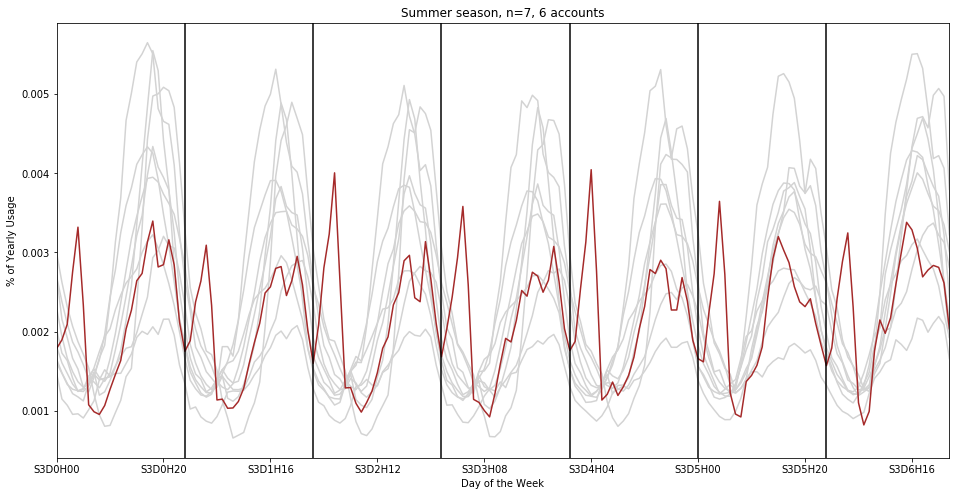 Summer season, n=7, 6 accounts
% of Yearly Usage
0.005
0.004
0.003
0.002
0.001
S3D0H00 S3D0H20 S3D1H16 S3D2H12 S3D3H08 S3D4H04 S3D5H00 S3D5H20 S3D6H16
Day of the Week